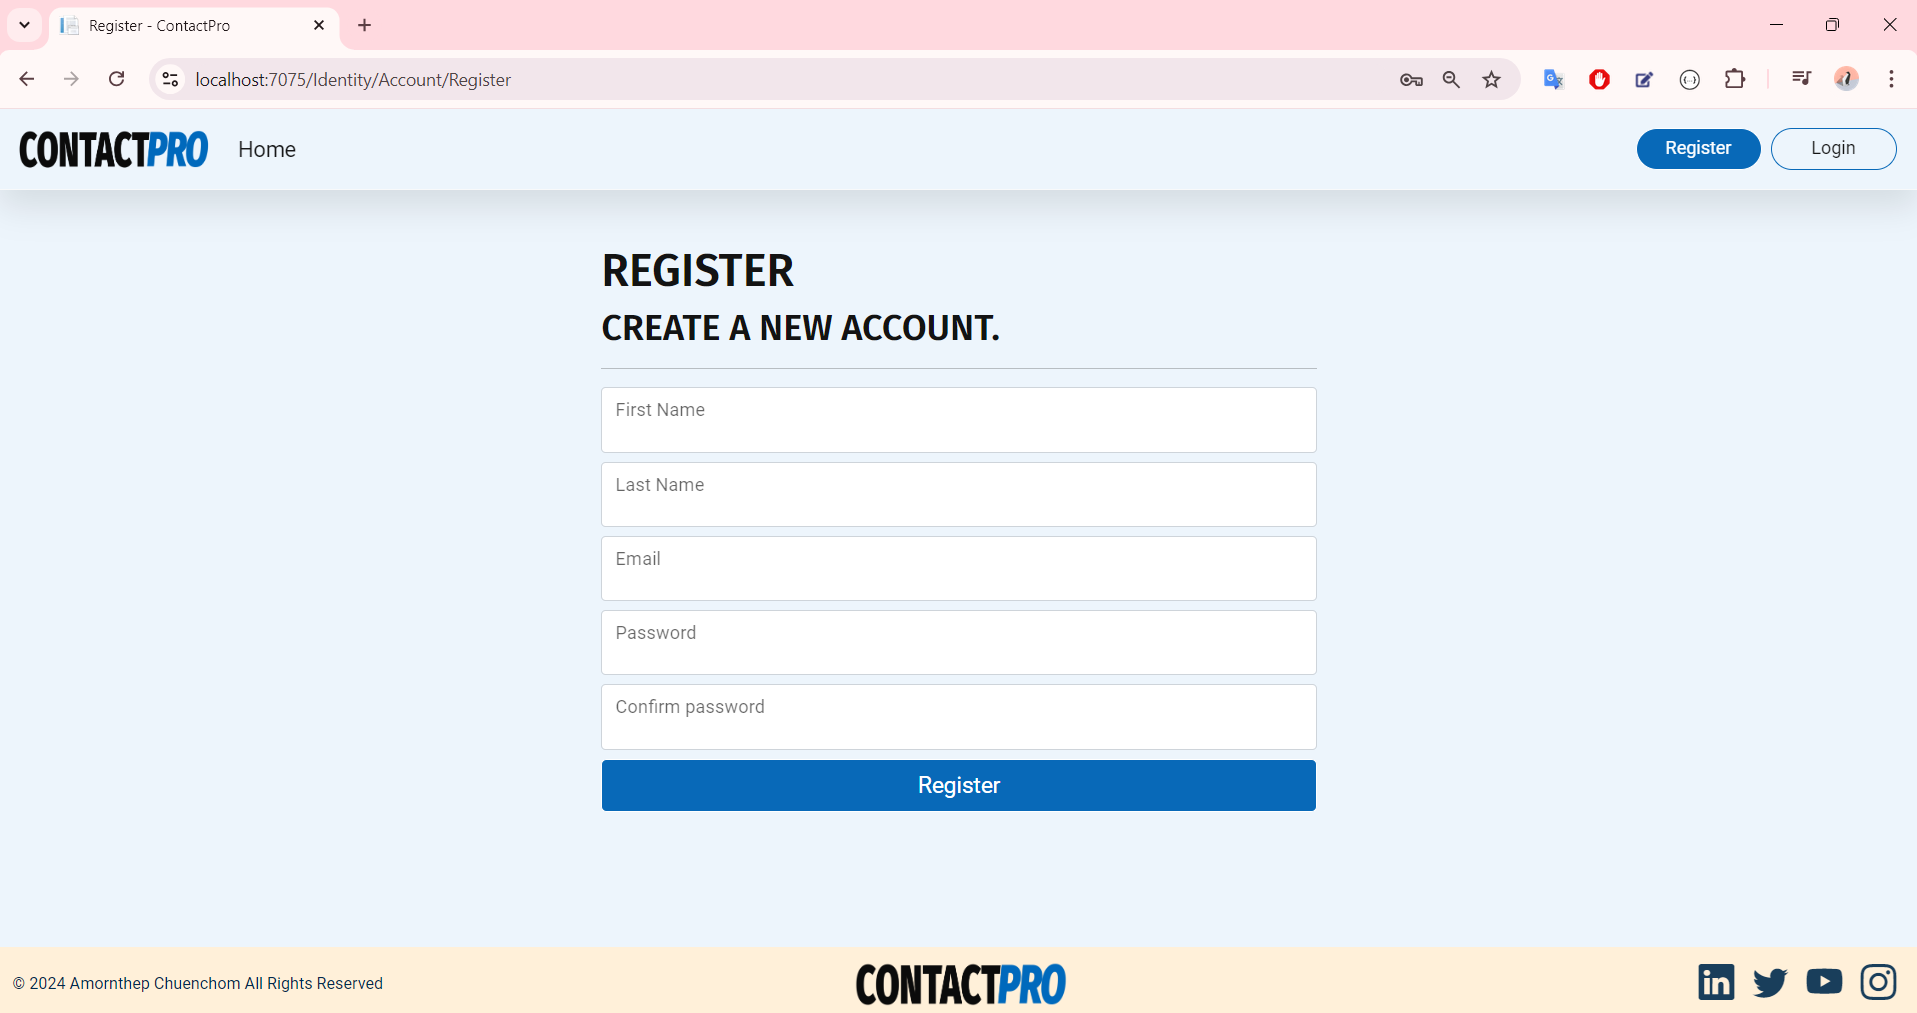 Register - ContactPro
localhost:7075/Identity/Account/Register
CONTACTPRO
Home
Register
Login
REGISTER
CREATE A NEW ACCOUNT.
First Name
Last Name
Email
Password
Confirm password
Register
© 2024 Amornthep Chuenchom All Rights Reserved
CONTACTPRO